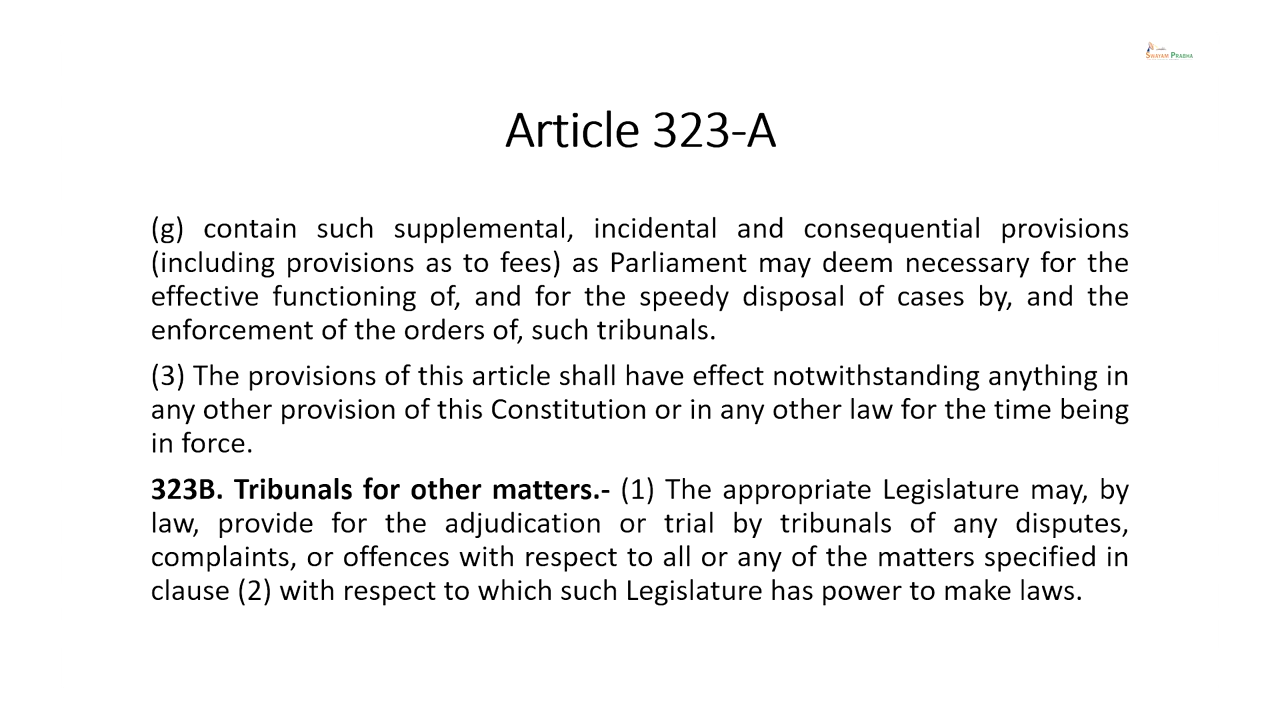 SWAYAM PRABHA
Article 323-A
(g) contain such supplemental, incidental and consequential provisions
(including provisions as to fees) as Parliament may deem necessary for the
effective functioning of, and for the speedy disposal of cases by, and the
enforcement of the orders of, such tribunals.
(3) The provisions of this article shall have effect notwithstanding anything in
any other provision of this Constitution or in any other law for the time being
in force.
323B. Tribunals for other matters.- (1) The appropriate Legislature may, by
law, provide for the adjudication or trial by tribunals of any disputes,
complaints, or offences with respect to all or any of the matters specified in
clause (2) with respect to which such Legislature has power to make laws.